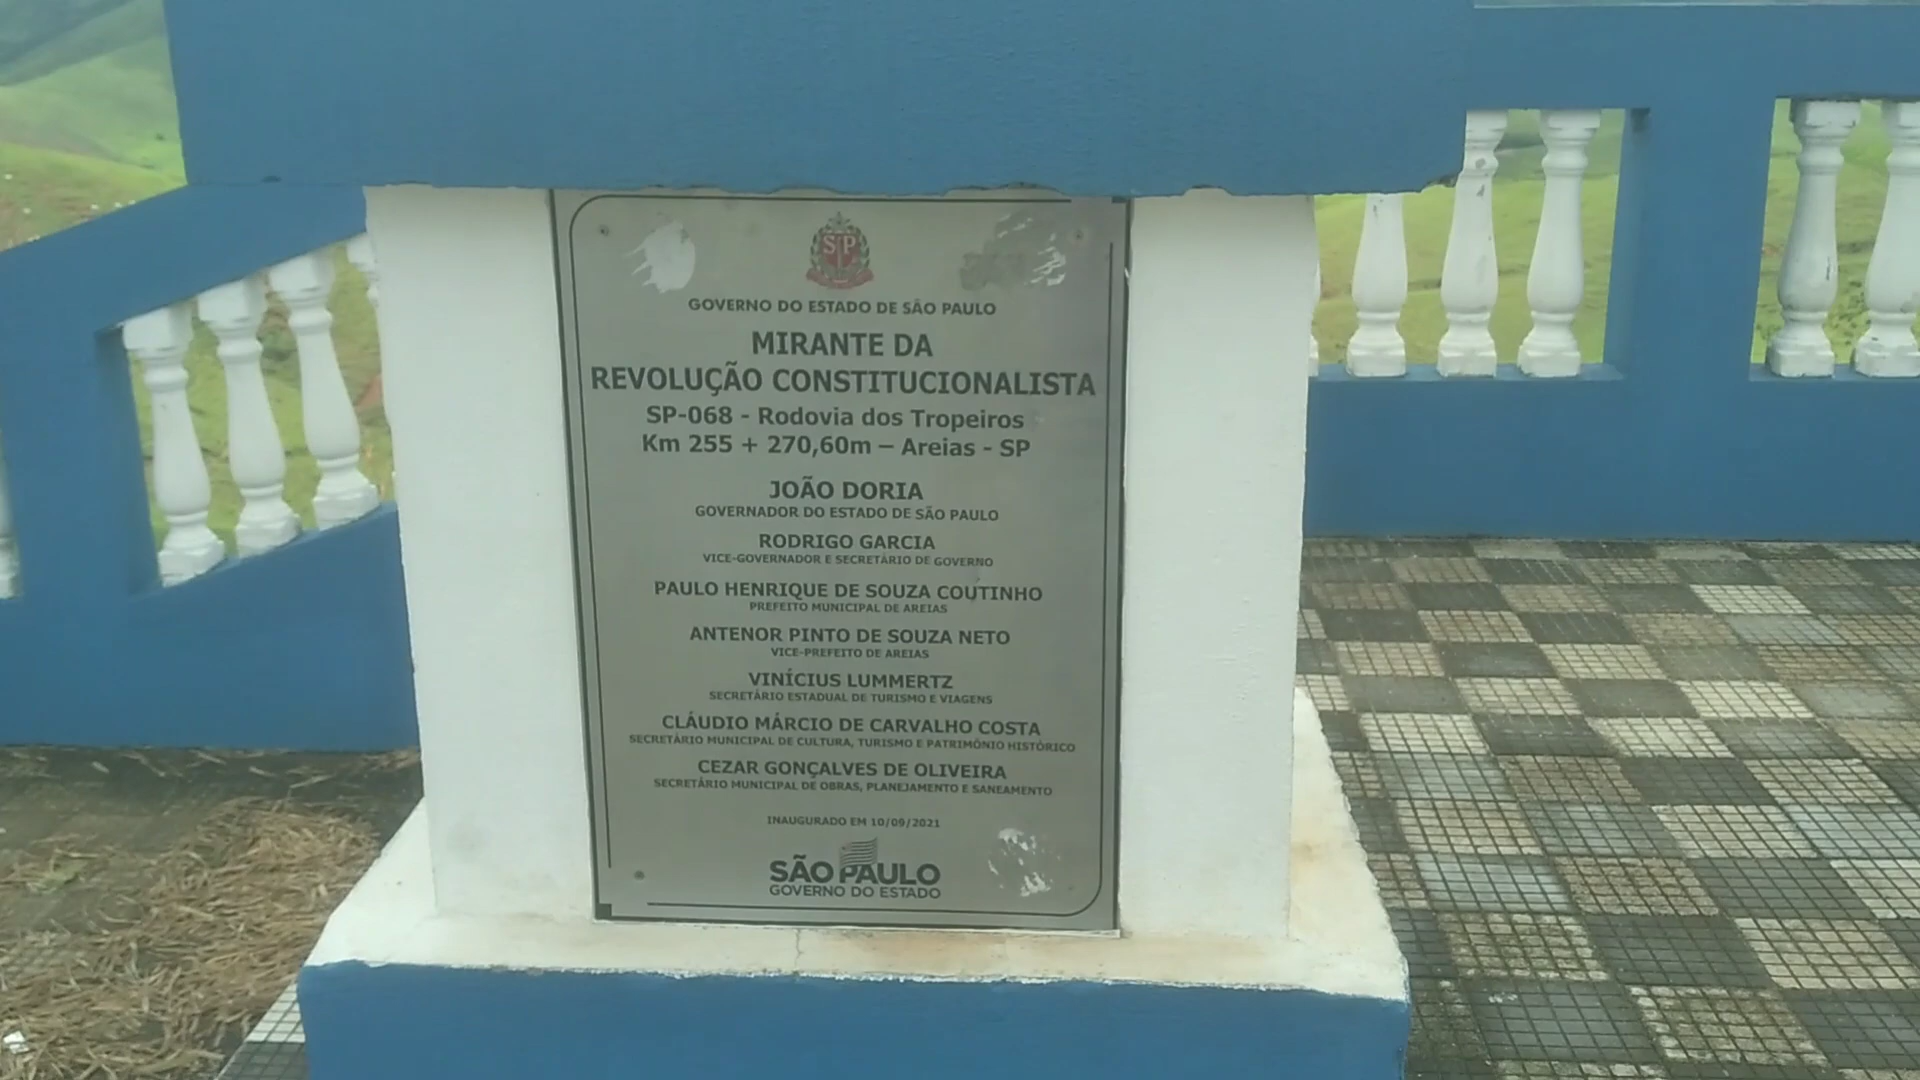 SP
GOVERNO DO ESTADO DE SÃO PAULO
MIRANTE DA
REVOLUÇÃO CONSTITUCIONALISTA
SP-068 - Rodovia dos Tropeiros
Km 255 + 270,60m – Areias - SP
JOÃO DORIA
GOVERNADOR DO ESTADO DE SÃO PAULO
RODRIGO GARCIA
VICE-GOVERNADOR E SECRETÁRIO DE GOVERNO
PAULO HENRIQUE DE SOUZA COUTINHO
PREFEITO MUNICIPAL DE AREIAS
ANTENOR PINTO DE SOUZA NETO
VICE-PREFEITO DE AREIAS
VINÍCIUS LUMMERTZ
SECRETÁRIO ESTADUAL DE TURISMO E VIAGENS
CLÁUDIO MÁRCIO DE CARVALHO COSTA
SECRETÁRIO MUNICIPAL DE CULTURA, TURISMO E PATRIMÔNIO HISTÓRICO
CEZAR GONÇALVES DE OLIVEIRA
SECRETÁRIO MUNICIPAL DE OBRAS, PLANEJAMENTO E SANEAMENTO
INAUGURADO EM 10/09/2021
SÃO PAULO
GOVERNO DO ESTADO